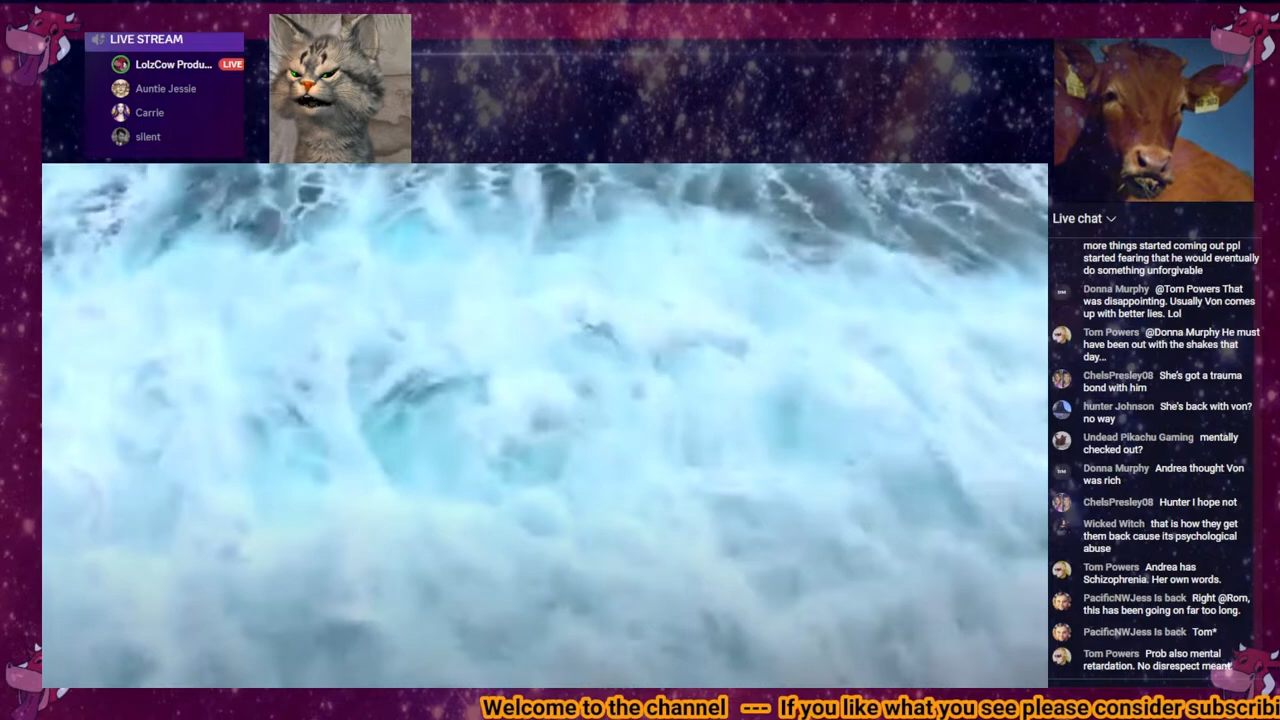 LIVE STREAM
LolzCow Produ... LIVE
Auntie Jessie
Carrie
silent
Live chat
more things started coming out ppl
started fearing that he would eventually
do something unforgivable
Donna Murphy @Tom Powers That
was disappointing. Usually Von comes
up with better lies. Lol
Tom Powers @Donna Murphy He must
have been out with the shakes that
day...
ChelsPresley08 She's got a trauma
bond with him
hunter Johnson She's back with von?
no way
Undead Pikachu Gaming mentally
checked out?
Donna Murphy Andrea thought Von
was rich
ChelsPresley08 Hunter I hope not
Wicked Witch that is how they get
them back cause its psychological
abuse
Tom Powers Andrea has
Schizophrenia. Her own words.
PacificNWJess Is back Right @Rom,
this has been going on far too long.
PacificNWJess Is back Tom*
Tom Powers Prob also mental
retardation. No disrespect meant.
Welcome to the channel --- If you like what you see please consider subscribi